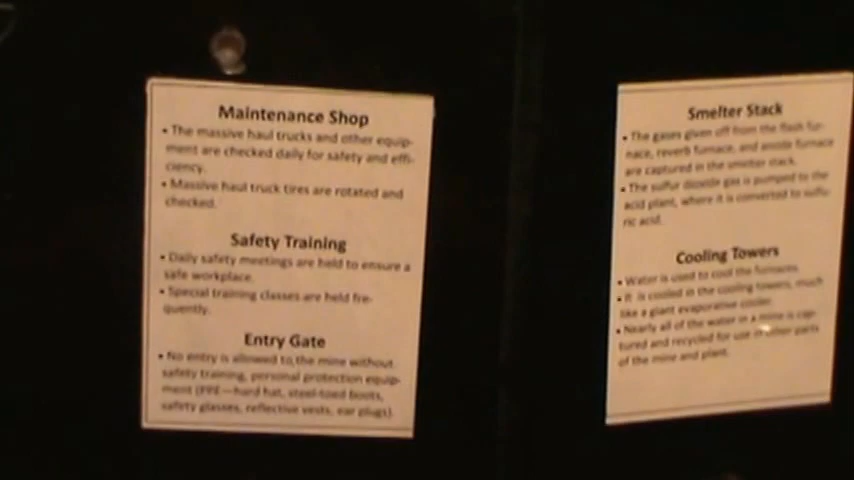 Maintenance Shop
• The massive haul trucks and other equip-
ment are checked daily for safety and effi-
ciency.
• Massive haul truck tires are rotated and
checked.
Safety Training
• Daily safety meetings are held to ensure a
safe workplace.
• Special training classes are held fre-
quently.
Entry Gate
• No entry is allowed to the mine without
safety training, personal protection equip-
ment (PPE—hard hat, steel-toed boots,
safety glasses, reflective vests, ear plugs).
Smelter Stack
• The gases given off from the flash fur-
nace, reverb furnace, and anode furnace
are captured in the smelter stack.
• The sulfur dioxide gas is pumped to the
acid plant, where it is converted to sulfu-
ric acid.
Cooling Towers
• Water is used to cool the furnaces.
• It is cooled in the cooling towers, much
like a giant evaporative cooler.
• Nearly all of the water in a mine is cap-
tured and recycled for use in other parts
of the mine and plant.